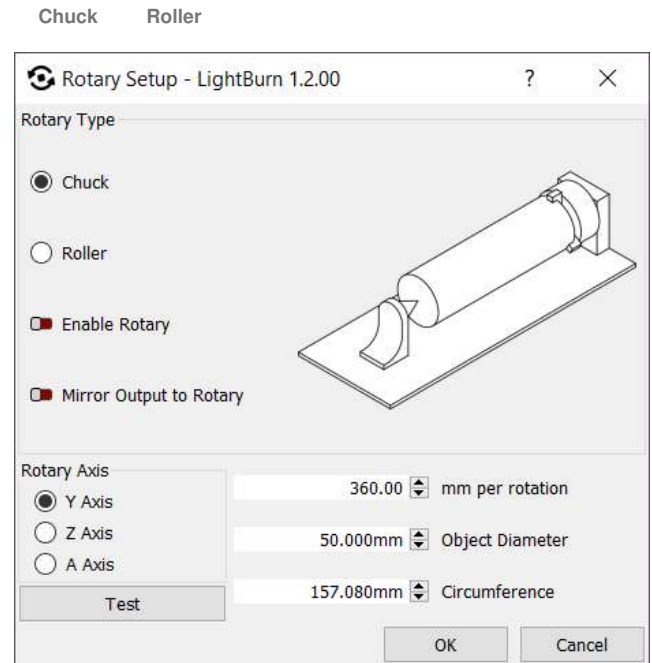 Chuck Roller
Rotary Setup - LightBurn 1.2.00 ?
Rotary Type
Chuck
Roller
Enable Rotary
Mirror Output to Rotary
Rotary Axis
Y Axis
Z Axis
A Axis
Test
360.00 mm per rotation
50.000mm Object Diameter
157.080mm Circumference
OK Cancel